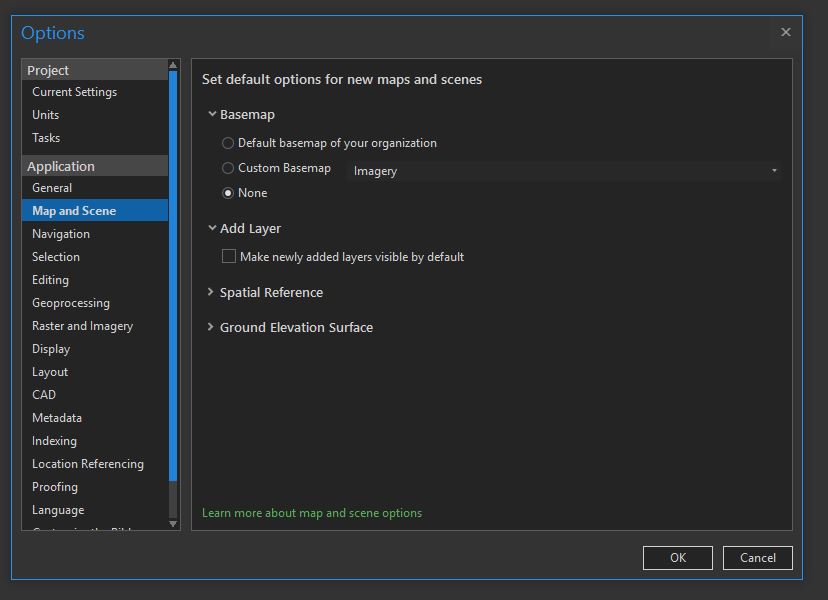 Options
Project
Current Settings
Units
Tasks
Application
General
Map and Scene
Navigation
Selection
Editing
Geoprocessing
Raster and Imagery
Display
Layout
CAD
Metadata
Indexing
Location Referencing
Proofing
Language
Set default options for new maps and scenes
Basemap
Default basemap of your organization
Custom Basemap Imagery
None
Add Layer
Make newly added layers visible by default
Spatial Reference
Ground Elevation Surface
Learn more about map and scene options
OK Cancel